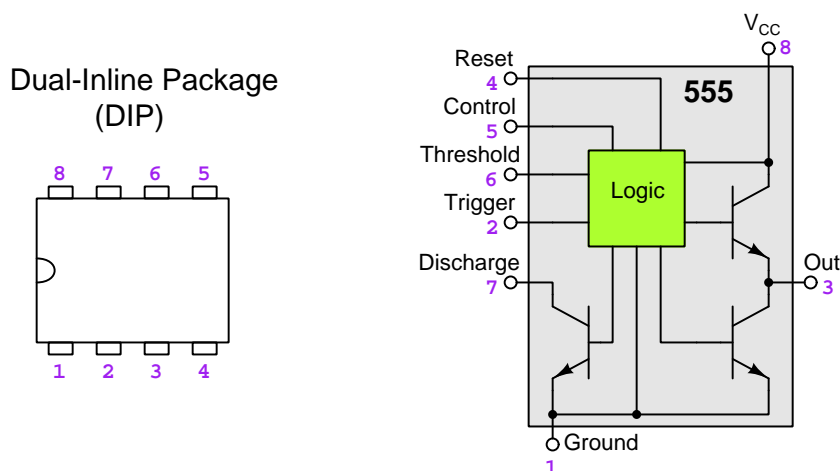 Dual-Inline Package
(DIP)
8 7 6 5
1 2 3 4
V_CC
8
555
Reset
4
Control
5
Threshold
6
Trigger
2
Discharge
7
Logic
Out
3
Ground
1